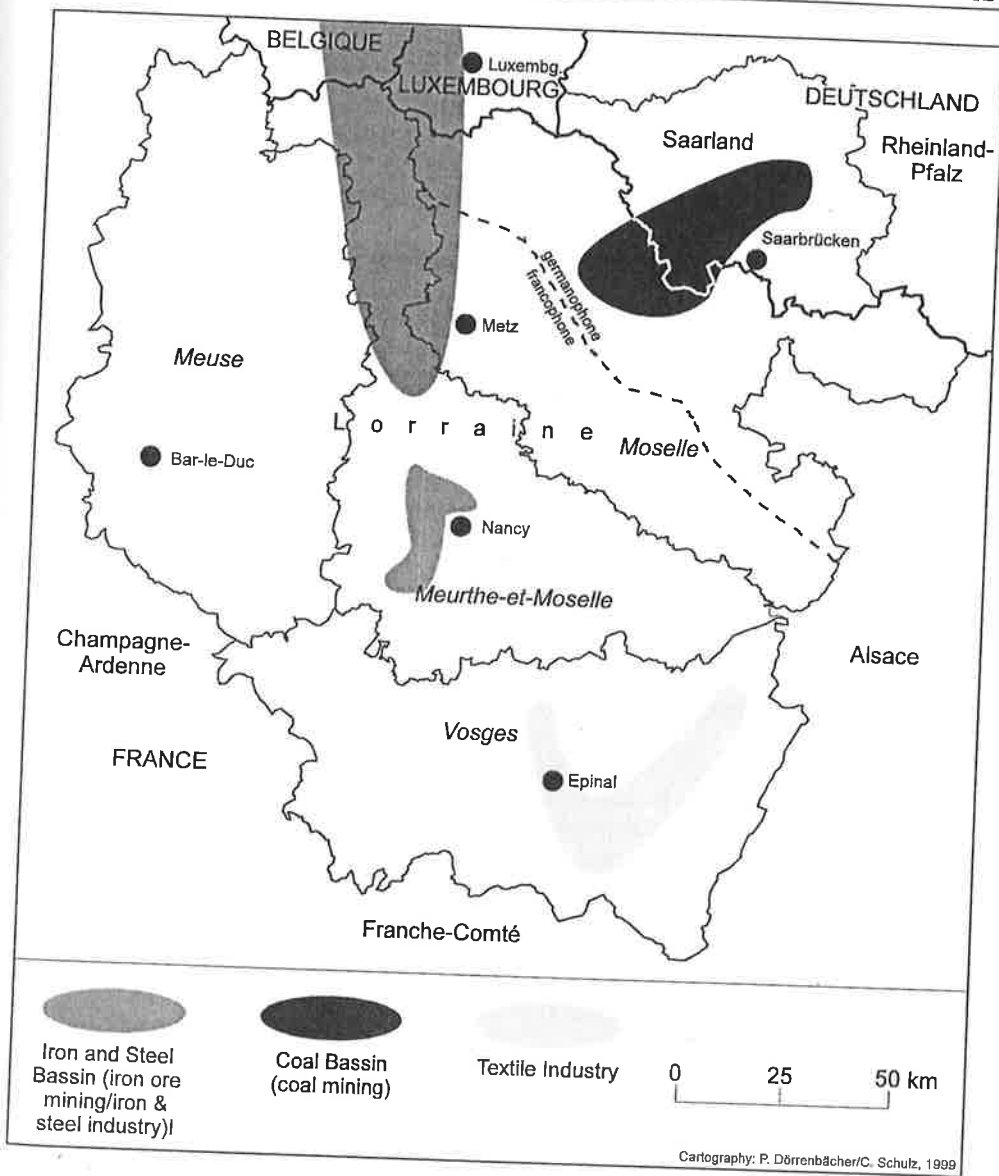 BELGIQUE
Luxembg.
LUXEMBOURG
DEUTSCHLAND
Saarland
Rheinland-
Pfalz
Saarbrücken
germanophone
francophone
Metz
Meuse
Lorraine
Moselle
Bar-le-Duc
Nancy
Meurthe-et-Moselle
Champagne-
Ardenne
Alsace
Vosges
FRANCE
Epinal
Franche-Comté
Iron and Steel
Bassin (iron ore
mining/iron &
steel industry)l
Coal Bassin
(coal mining)
Textile Industry
0 25 50 km
Cartography: P. Dörrenbächer/C. Schulz, 1999